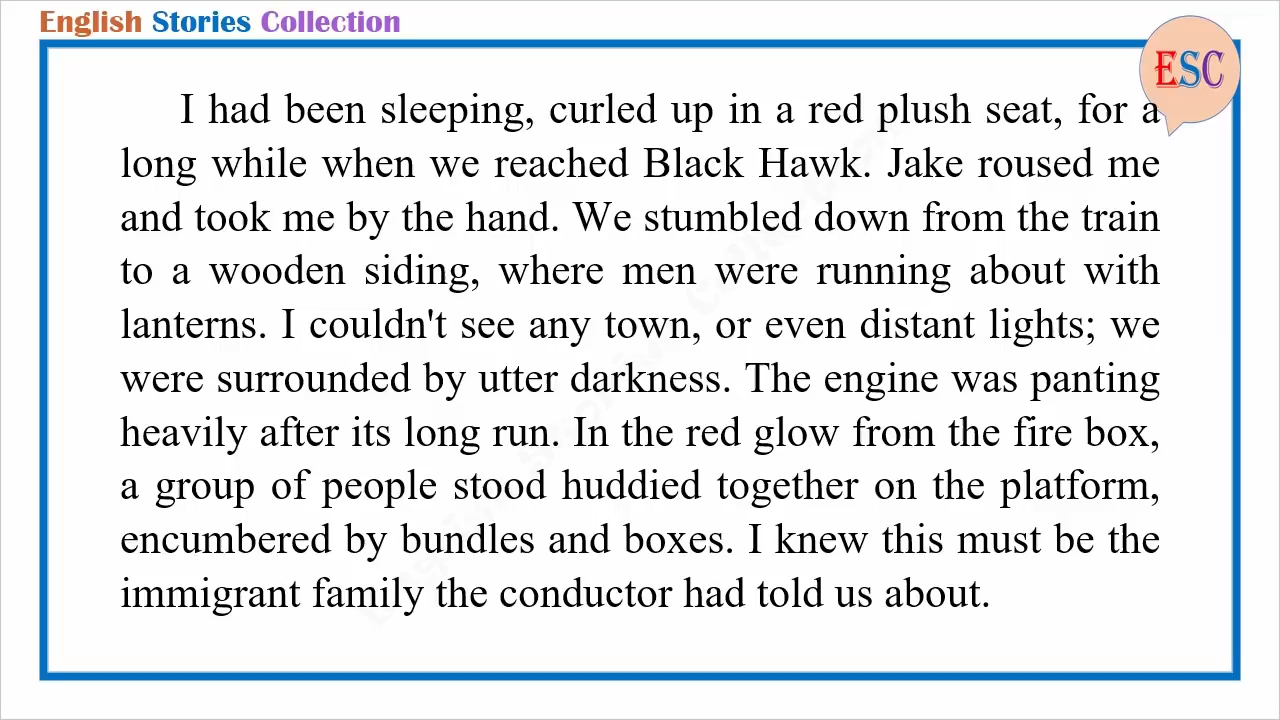 English Stories Collection
ESC
I had been sleeping, curled up in a red plush seat, for a
long while when we reached Black Hawk. Jake roused me
and took me by the hand. We stumbled down from the train
to a wooden siding, where men were running about with
lanterns. I couldn't see any town, or even distant lights; we
were surrounded by utter darkness. The engine was panting
heavily after its long run. In the red glow from the fire box,
a group of people stood huddied together on the platform,
encumbered by bundles and boxes. I knew this must be the
immigrant family the conductor had told us about.